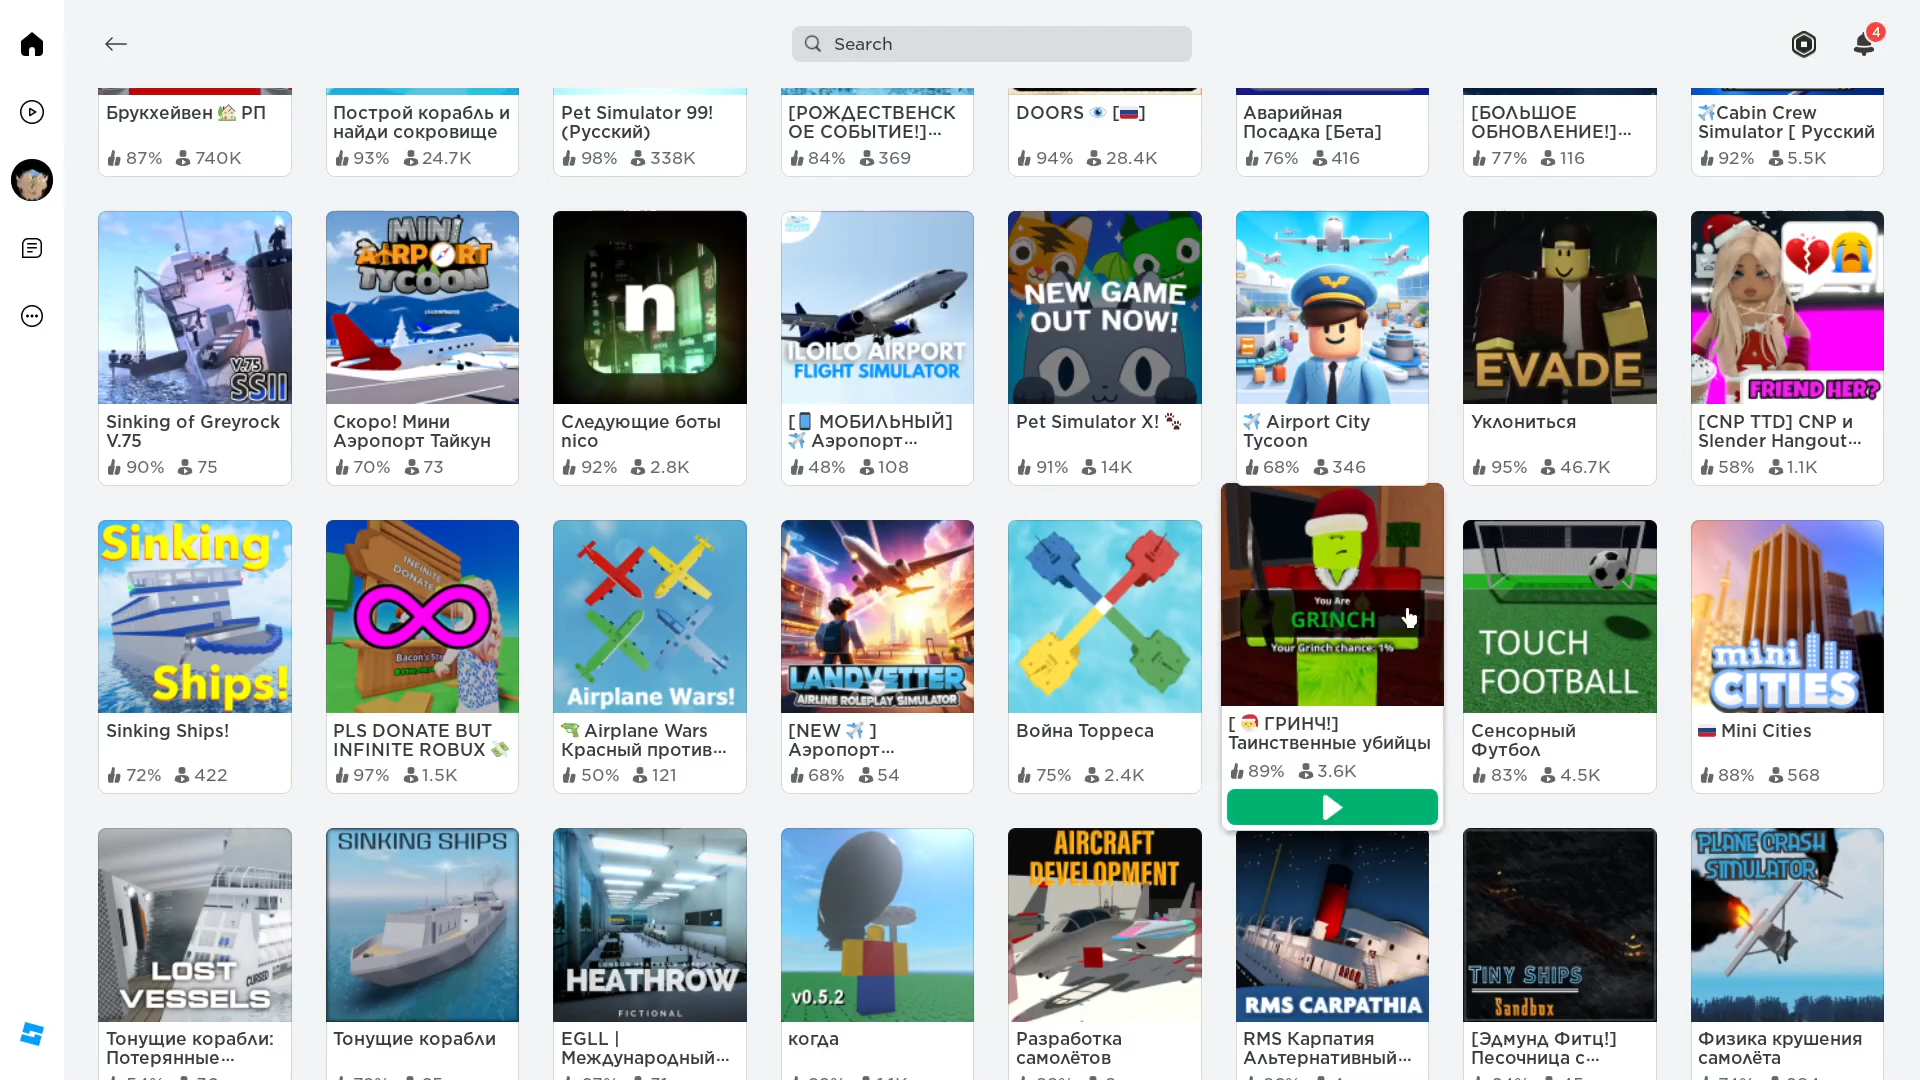 Search
4
Брукхейвен 🏡 РП
87% 740K
Построй корабль и
найди сокровище
93% 24.7K
Pet Simulator 99!
(Русский)
98% 338K
[РОЖДЕСТВЕНСК
ОЕ СОБЫТИЕ!]...
84% 369
DOORS 👁️ [🇷🇺]
94% 28.4K
Аварийная
Посадка [Бета]
76% 416
[БОЛЬШОЕ
ОБНОВЛЕНИЕ!]...
77% 116
✈️Cabin Crew
Simulator [ Русский
92% 5.5K
V.75
SSII
Sinking of Greyrock
V.75
90% 75
MINI
AIRPORT
TYCOON
Скоро! Мини
Аэропорт Тайкун
70% 73
n
Следующие боты
nico
92% 2.8K
ILOILO AIRPORT
FLIGHT SIMULATOR
[📱 МОБИЛЬНЫЙ]
✈️ Аэропорт...
48% 108
NEW GAME
OUT NOW!
Pet Simulator X! 🐾
91% 14K
✈️ Airport City
Tycoon
68% 346
EVADE
Уклониться
95% 46.7K
FRIEND HER?
[CNP TTD] CNP и
Slender Hangout...
58% 1.1K
Sinking
Ships!
Sinking Ships!
72% 422
INFINITE
DONATE
Bacon's Sta
PLS DONATE BUT
INFINITE ROBUX 💸
97% 1.5K
Airplane Wars!
🔫 Airplane Wars
Красный против...
50% 121
LANDVETTER
AIRLINE ROLEPLAY SIMULATOR
[NEW ✈️ ]
Аэропорт...
68% 54
Война Торреса
75% 2.4K
You Are
GRINCH
Your Grinch chance: 1%
[ 🎅 ГРИНЧ!]
Таинственные убийцы
89% 3.6K
TOUCH
FOOTBALL
Сенсорный
Футбол
83% 4.5K
mini
CITIES
🇷🇺 Mini Cities
88% 568
LOST
VESSELS
CURSED
Тонущие корабли:
Потерянные...
SINKING SHIPS
Тонущие корабли
LONDON HEATHROW AIRPORT
HEATHROW
FICTIONAL
EGLL |
Международный...
v0.5.2
когда
AIRCRAFT
DEVELOPMENT
Разработка
самолётов
RMS CARPATHIA
RMS Карпатия
Альтернативный...
TINY SHIPS
Sandbox
[Эдмунд Фитц!]
Песочница с...
PLANE CRASH
SIMULATOR
Физика крушения
самолёта